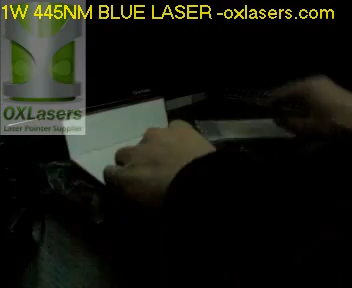 1W 445NM BLUE LASER -oxlasers.com
OXLasers
Laser Pointer Supplier